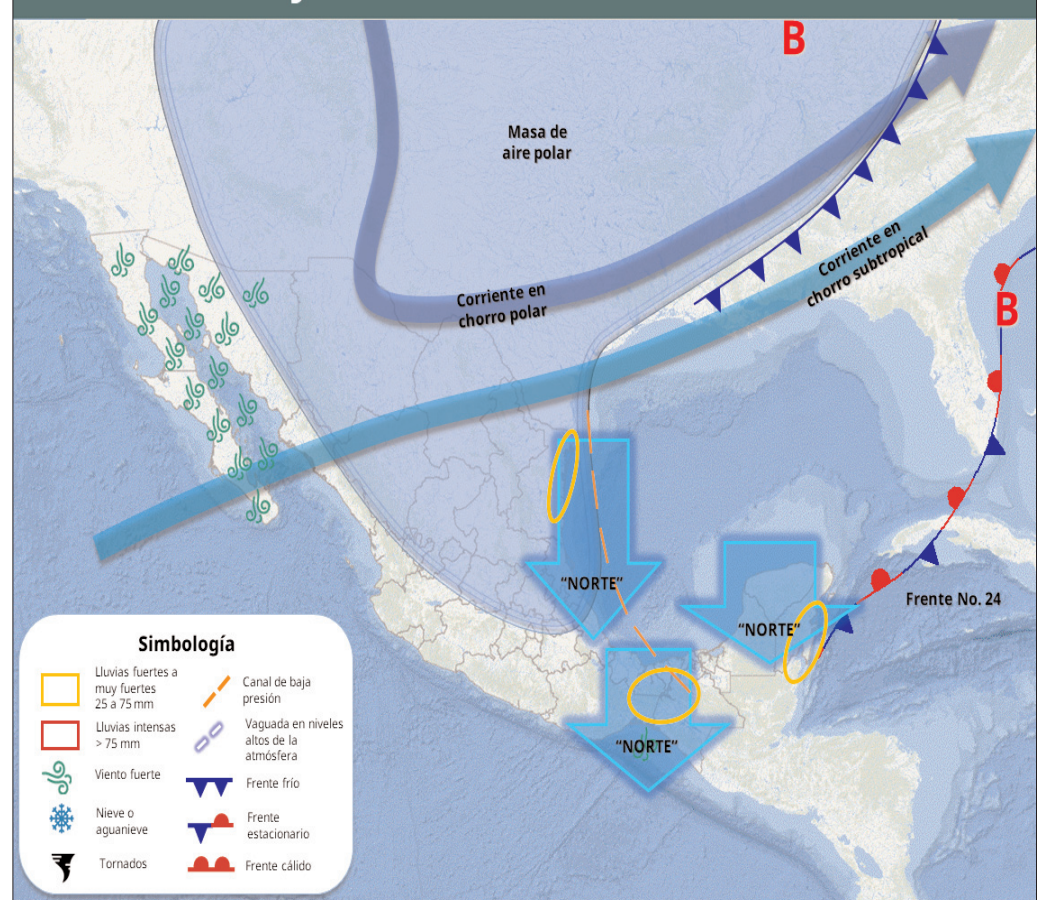 B
Masa de
aire polar
Corriente en
chorro subtropical
Corriente en
chorro polar
B
"NORTE"
Frente No. 24
"NORTE"
"NORTE"
Simbología
Lluvias fuertes a
muy fuertes
25 a 75 mm
Canal de baja
presión
Lluvias intensas
> 75 mm
Vaguada en niveles
altos de la
atmósfera
Viento fuerte
Frente frío
Nieve o
aguanieve
Frente
estacionario
Tornados
Frente cálido